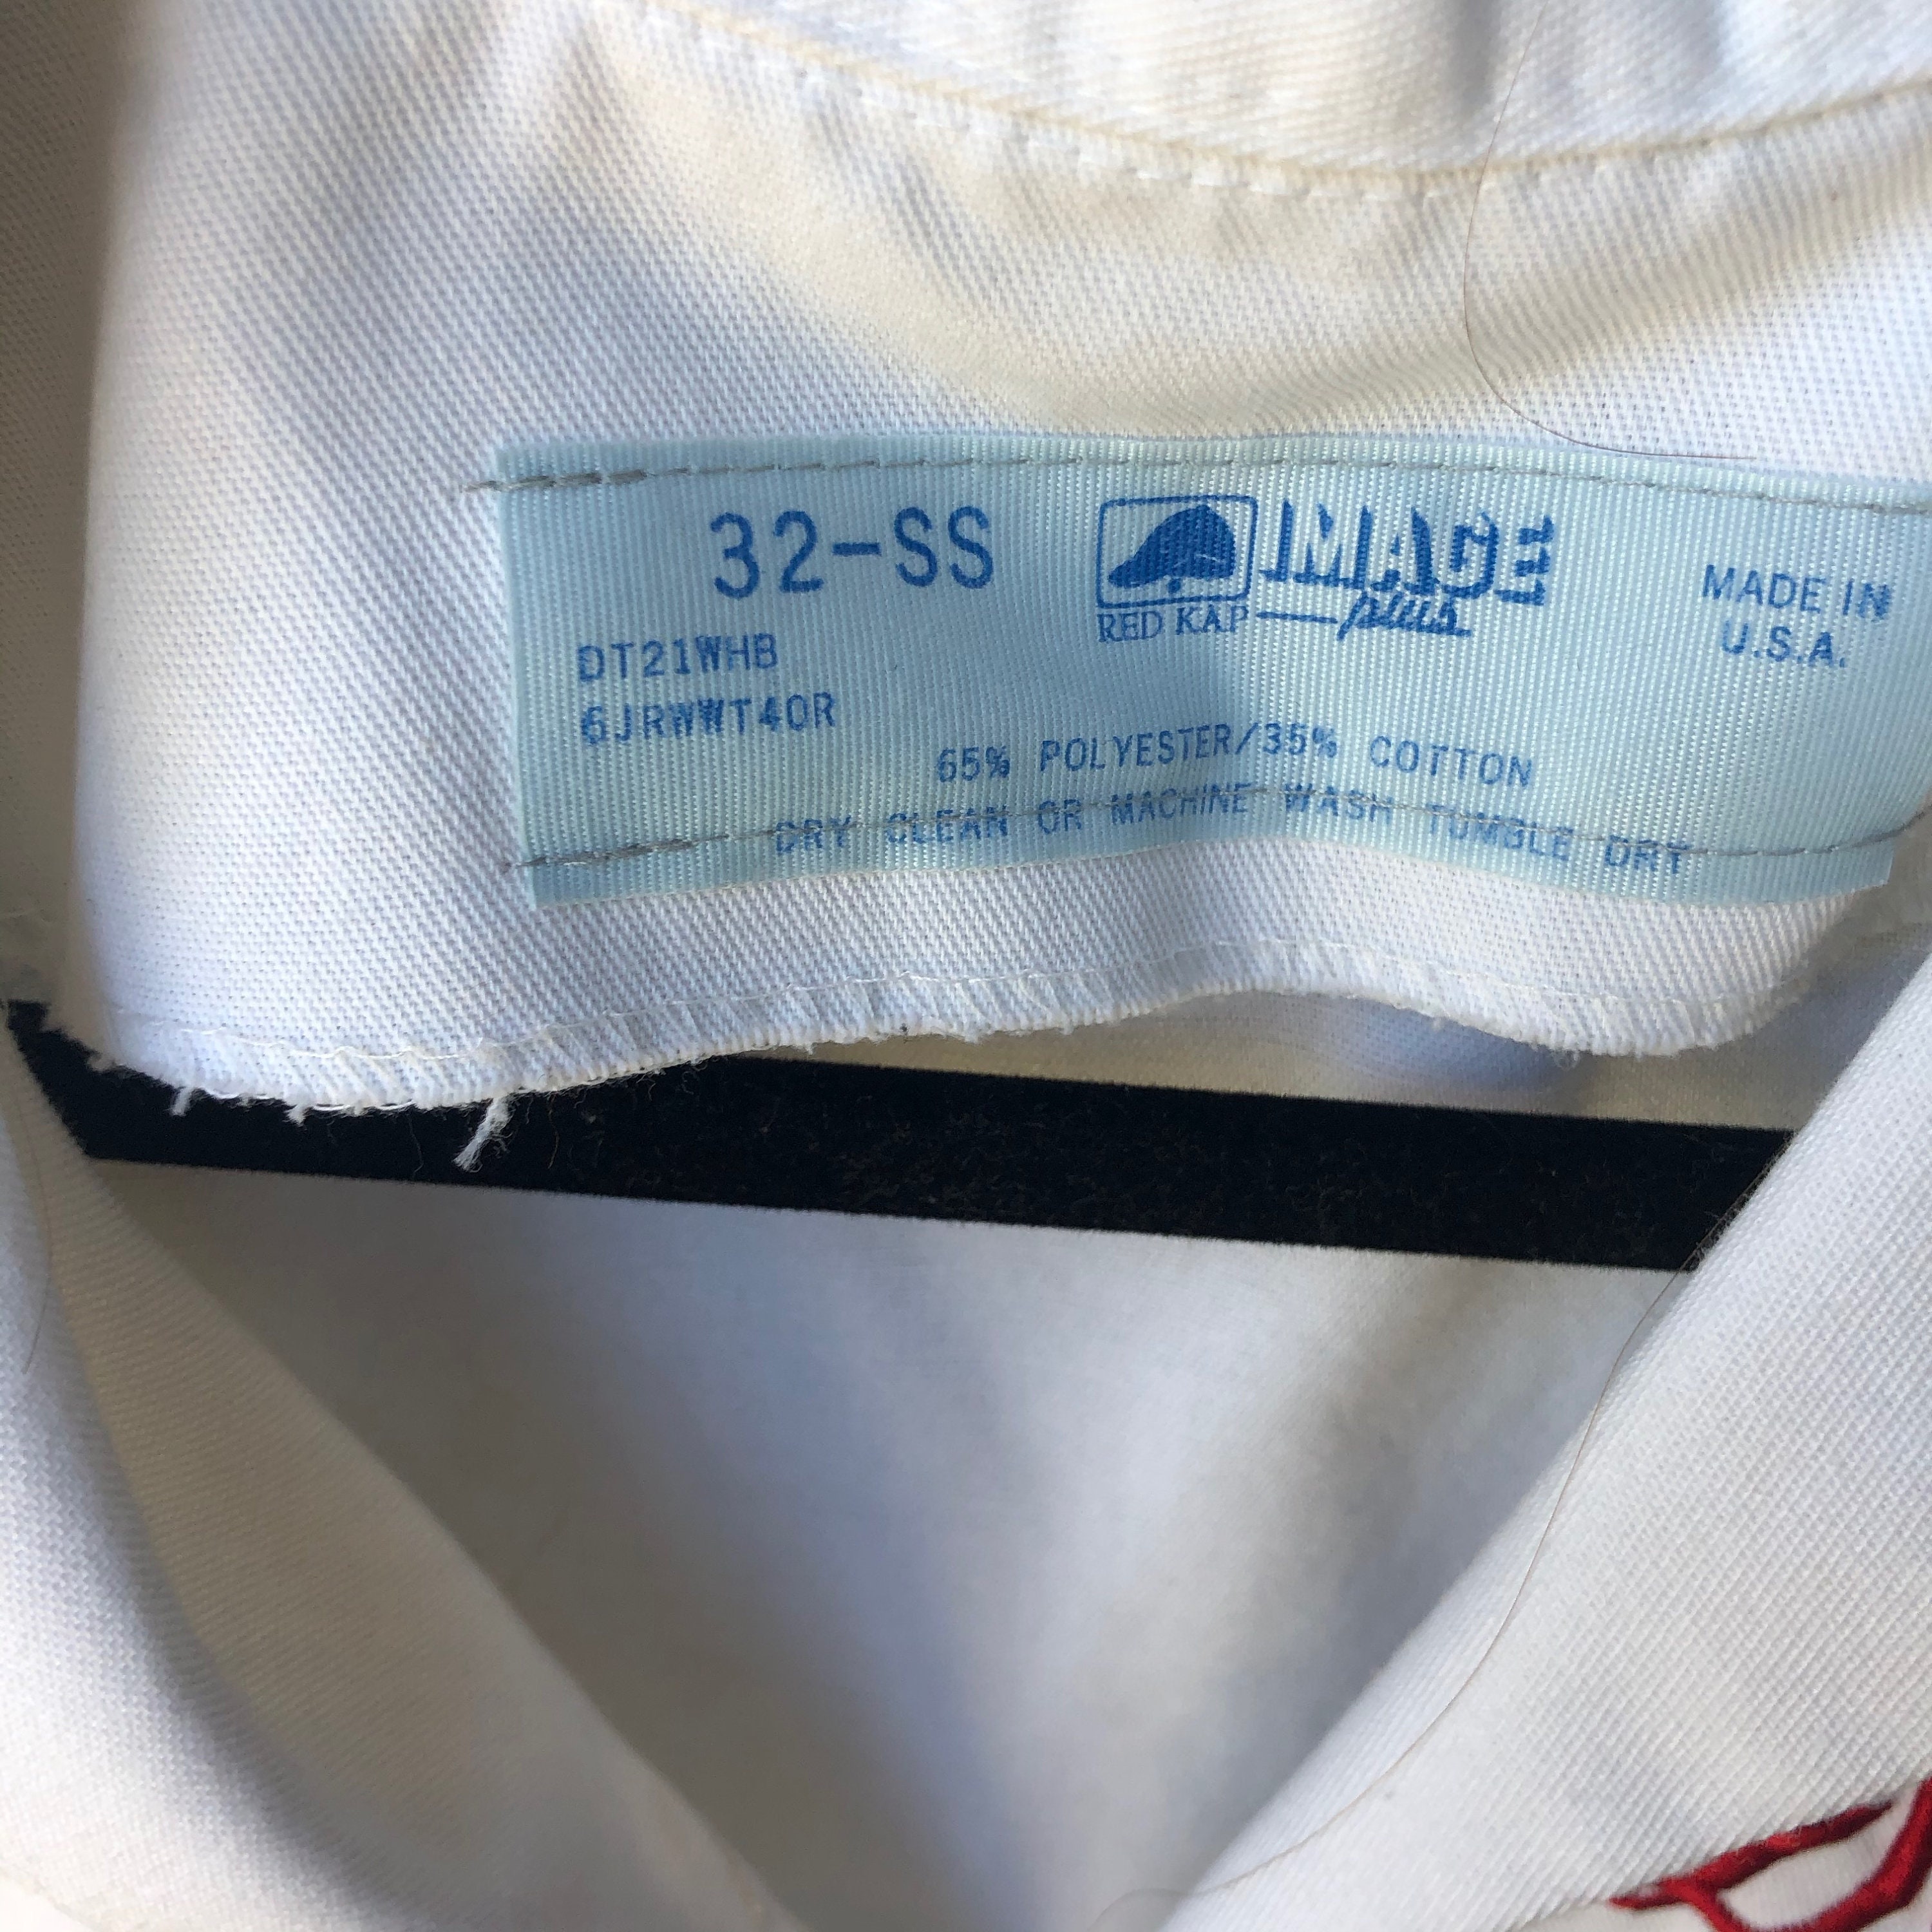 32-SS
IMAGE
plus
RED KAP
MADE IN
U.S.A.
DT21WHB
6JRWWT40R
65% POLYESTER/35% COTTON
DRY CLEAN OR MACHINE WASH TUMBLE DRY